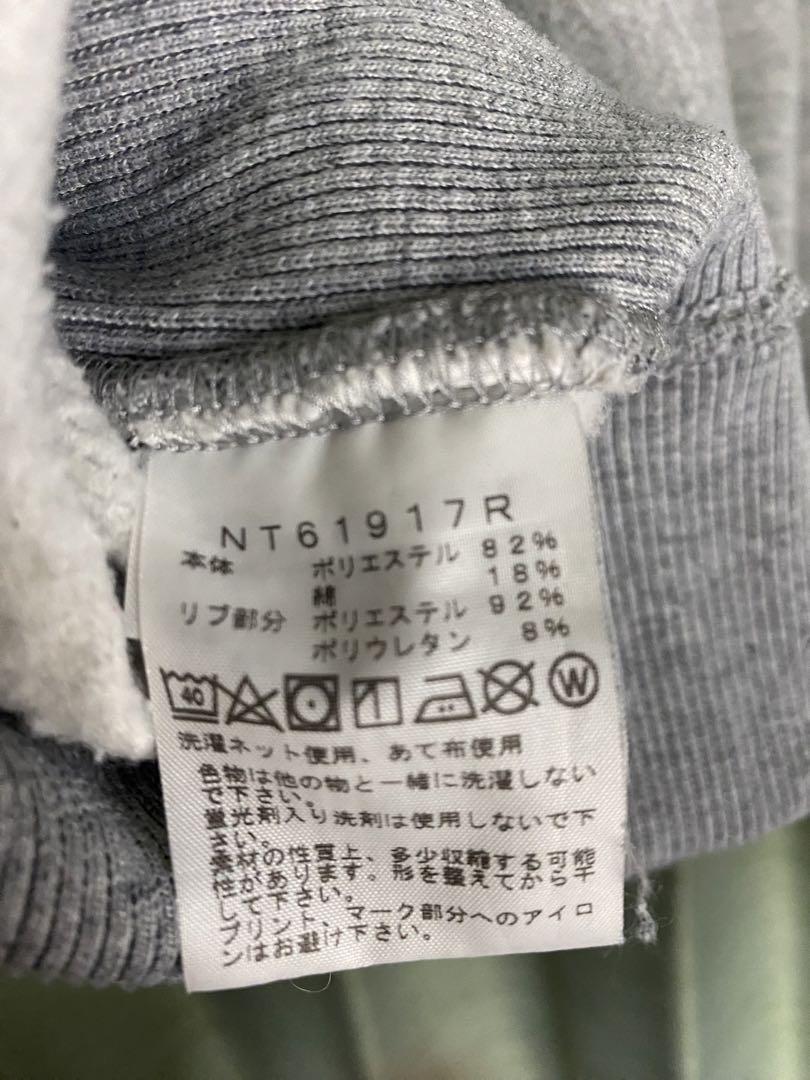 NT61917R
本体 ポリエステル 82%
綿 18%
リブ部分 ポリエステル 92%
ポリウレタン 8%
40 W
洗濯ネット使用、あて布使用
色物は他の物と一緒に洗濯しない
で下さい。
蛍光剤入り洗剤は使用しないで下
さい。
素材の性質上、多少収縮する可能
性があります。形を整えてから干
して下さい。
プリント、マーク部分へのアイロ
ンはお避け下さい。